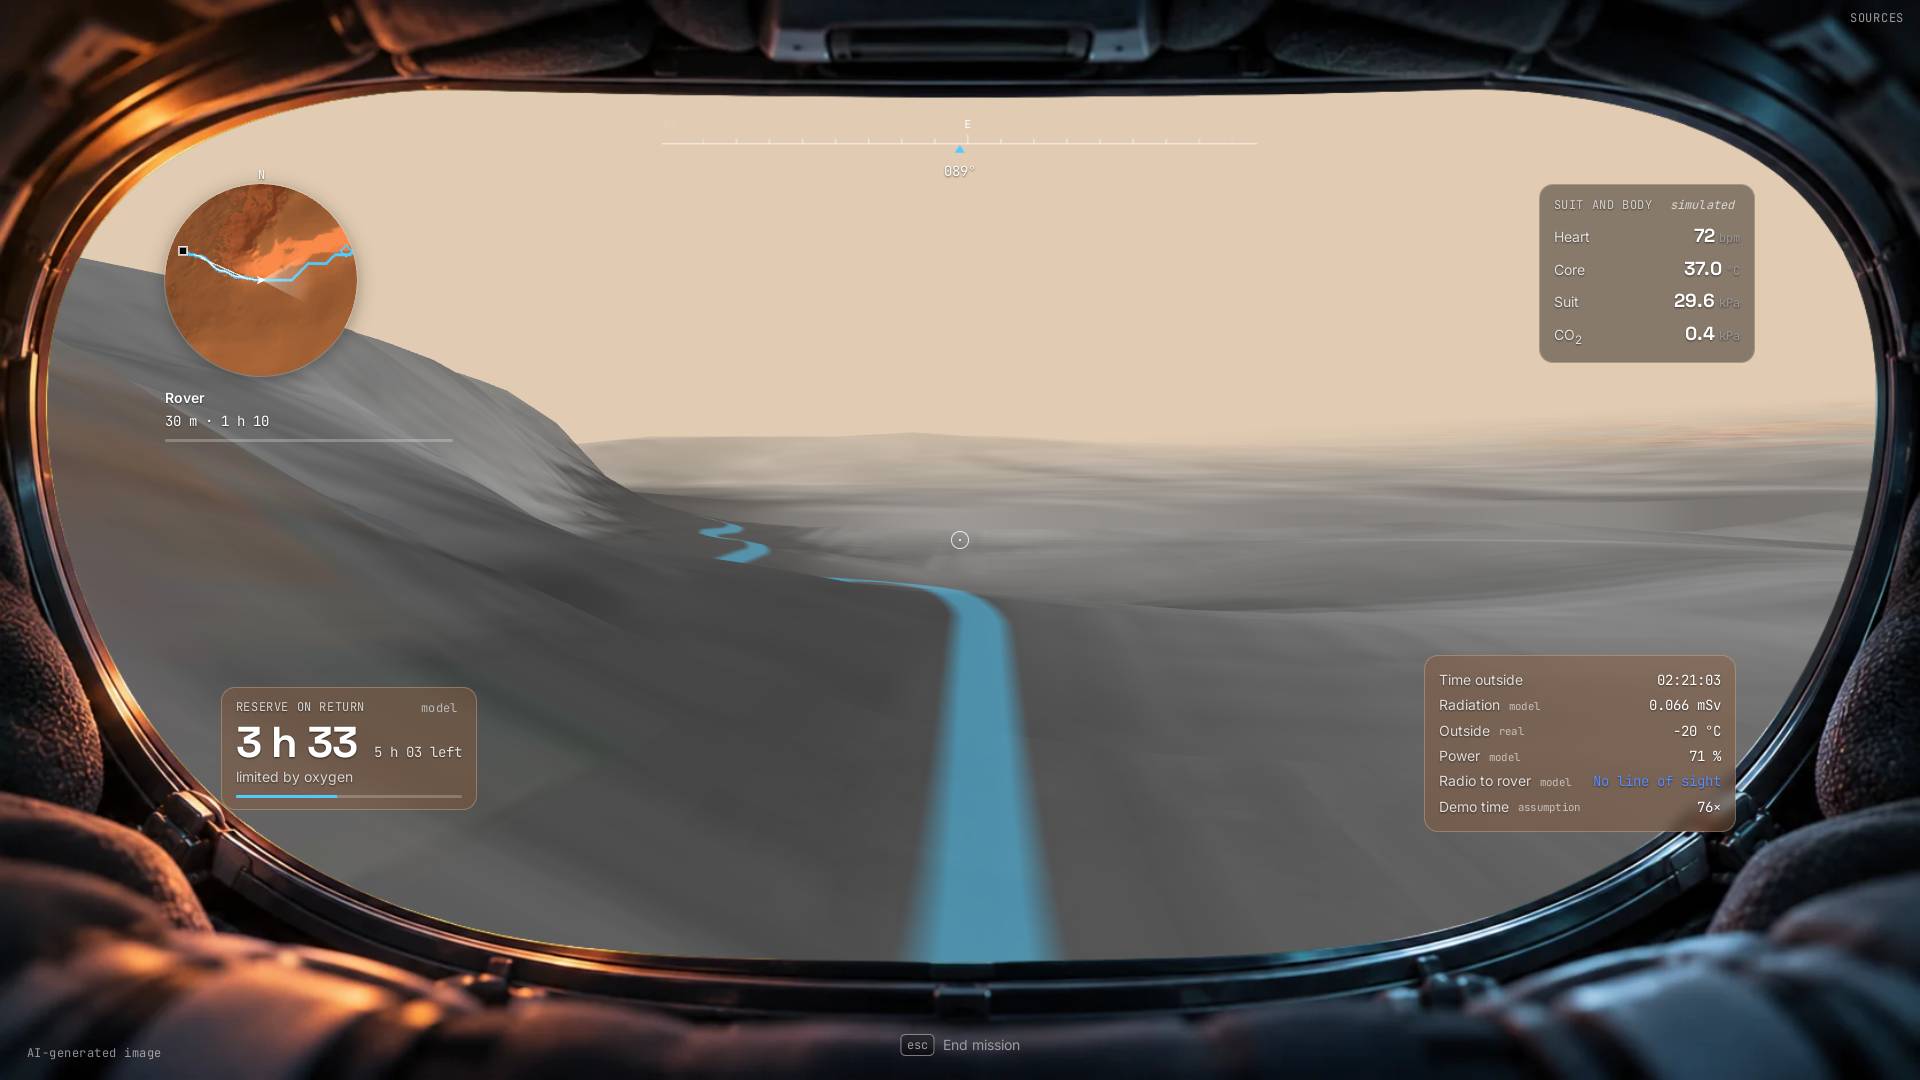 SOURCES
E
089°
N
Rover
30 m · 1 h 10
SUIT AND BODY simulated
Heart 72 bpm
Core 37.0 °C
Suit 29.6 kPa
CO2 0.4 kPa
RESERVE ON RETURN model
3 h 33 5 h 03 left
limited by oxygen
Time outside 02:21:03
Radiation model 0.066 mSv
Outside real -20 °C
Power model 71 %
Radio to rover model No line of sight
Demo time assumption 76×
esc End mission
AI-generated image